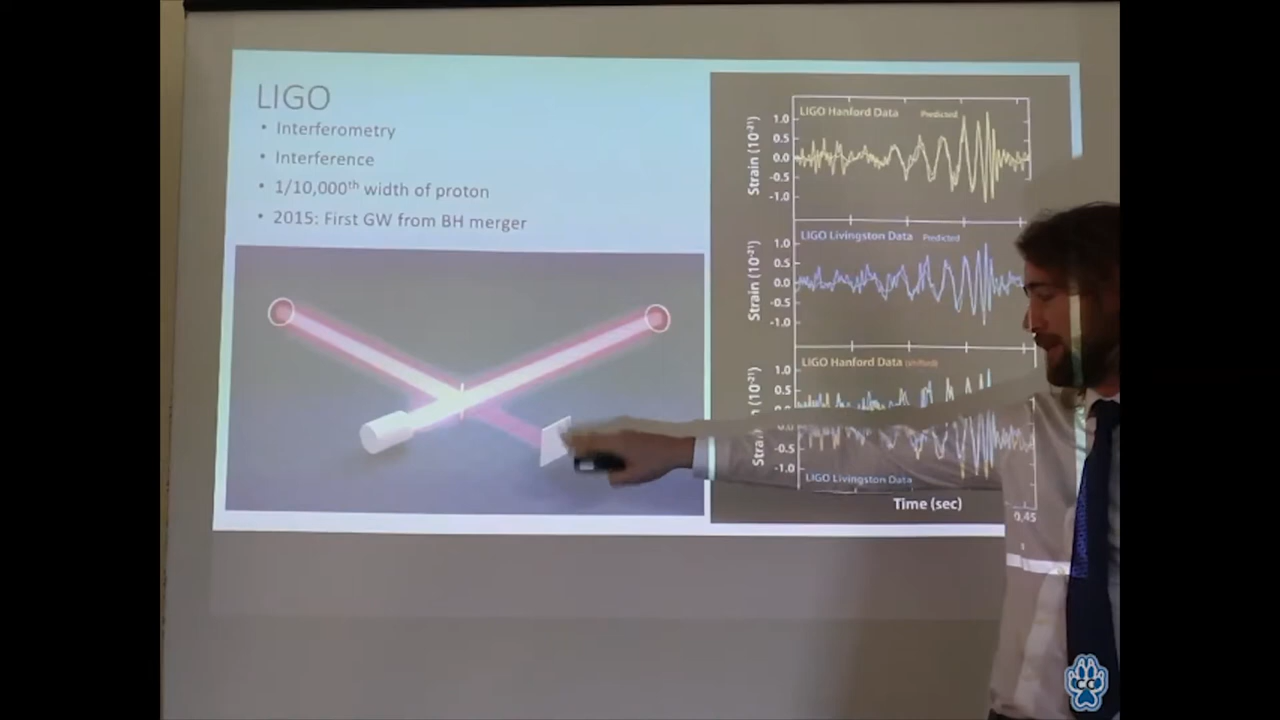 LIGO
• Interferometry
• Interference
• 1/10,000th width of proton
• 2015: First GW from BH merger
LIGO Hanford Data Predicted
Strain (10-21)
1.0
0.5
0.0
-0.5
-1.0
LIGO Livingston Data Predicted
Strain (10-21)
1.0
0.5
0.0
-0.5
-1.0
LIGO Hanford Data (shifted)
(10-21)
1.0
0.5
-0.5
-1.0
LIGO Livingston Data
0.45
Time (sec)
CC